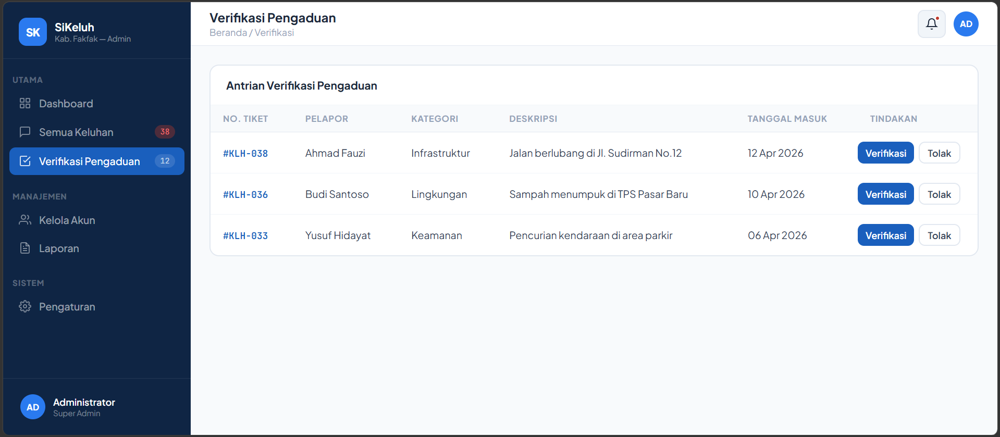 SK
SiKeluh
Kab. Fakfak — Admin
UTAMA
Dashboard
Semua Keluhan 38
Verifikasi Pengaduan 12
MANAJEMEN
Kelola Akun
Laporan
SISTEM
Pengaturan
AD
Administrator
Super Admin
Verifikasi Pengaduan
Beranda / Verifikasi
AD
Antrian Verifikasi Pengaduan
NO. TIKET PELAPOR KATEGORI DESKRIPSI TANGGAL MASUK TINDAKAN
#KLH-038 Ahmad Fauzi Infrastruktur Jalan berlubang di Jl. Sudirman No.12 12 Apr 2026 Verifikasi Tolak
#KLH-036 Budi Santoso Lingkungan Sampah menumpuk di TPS Pasar Baru 10 Apr 2026 Verifikasi Tolak
#KLH-033 Yusuf Hidayat Keamanan Pencurian kendaraan di area parkir 06 Apr 2026 Verifikasi Tolak